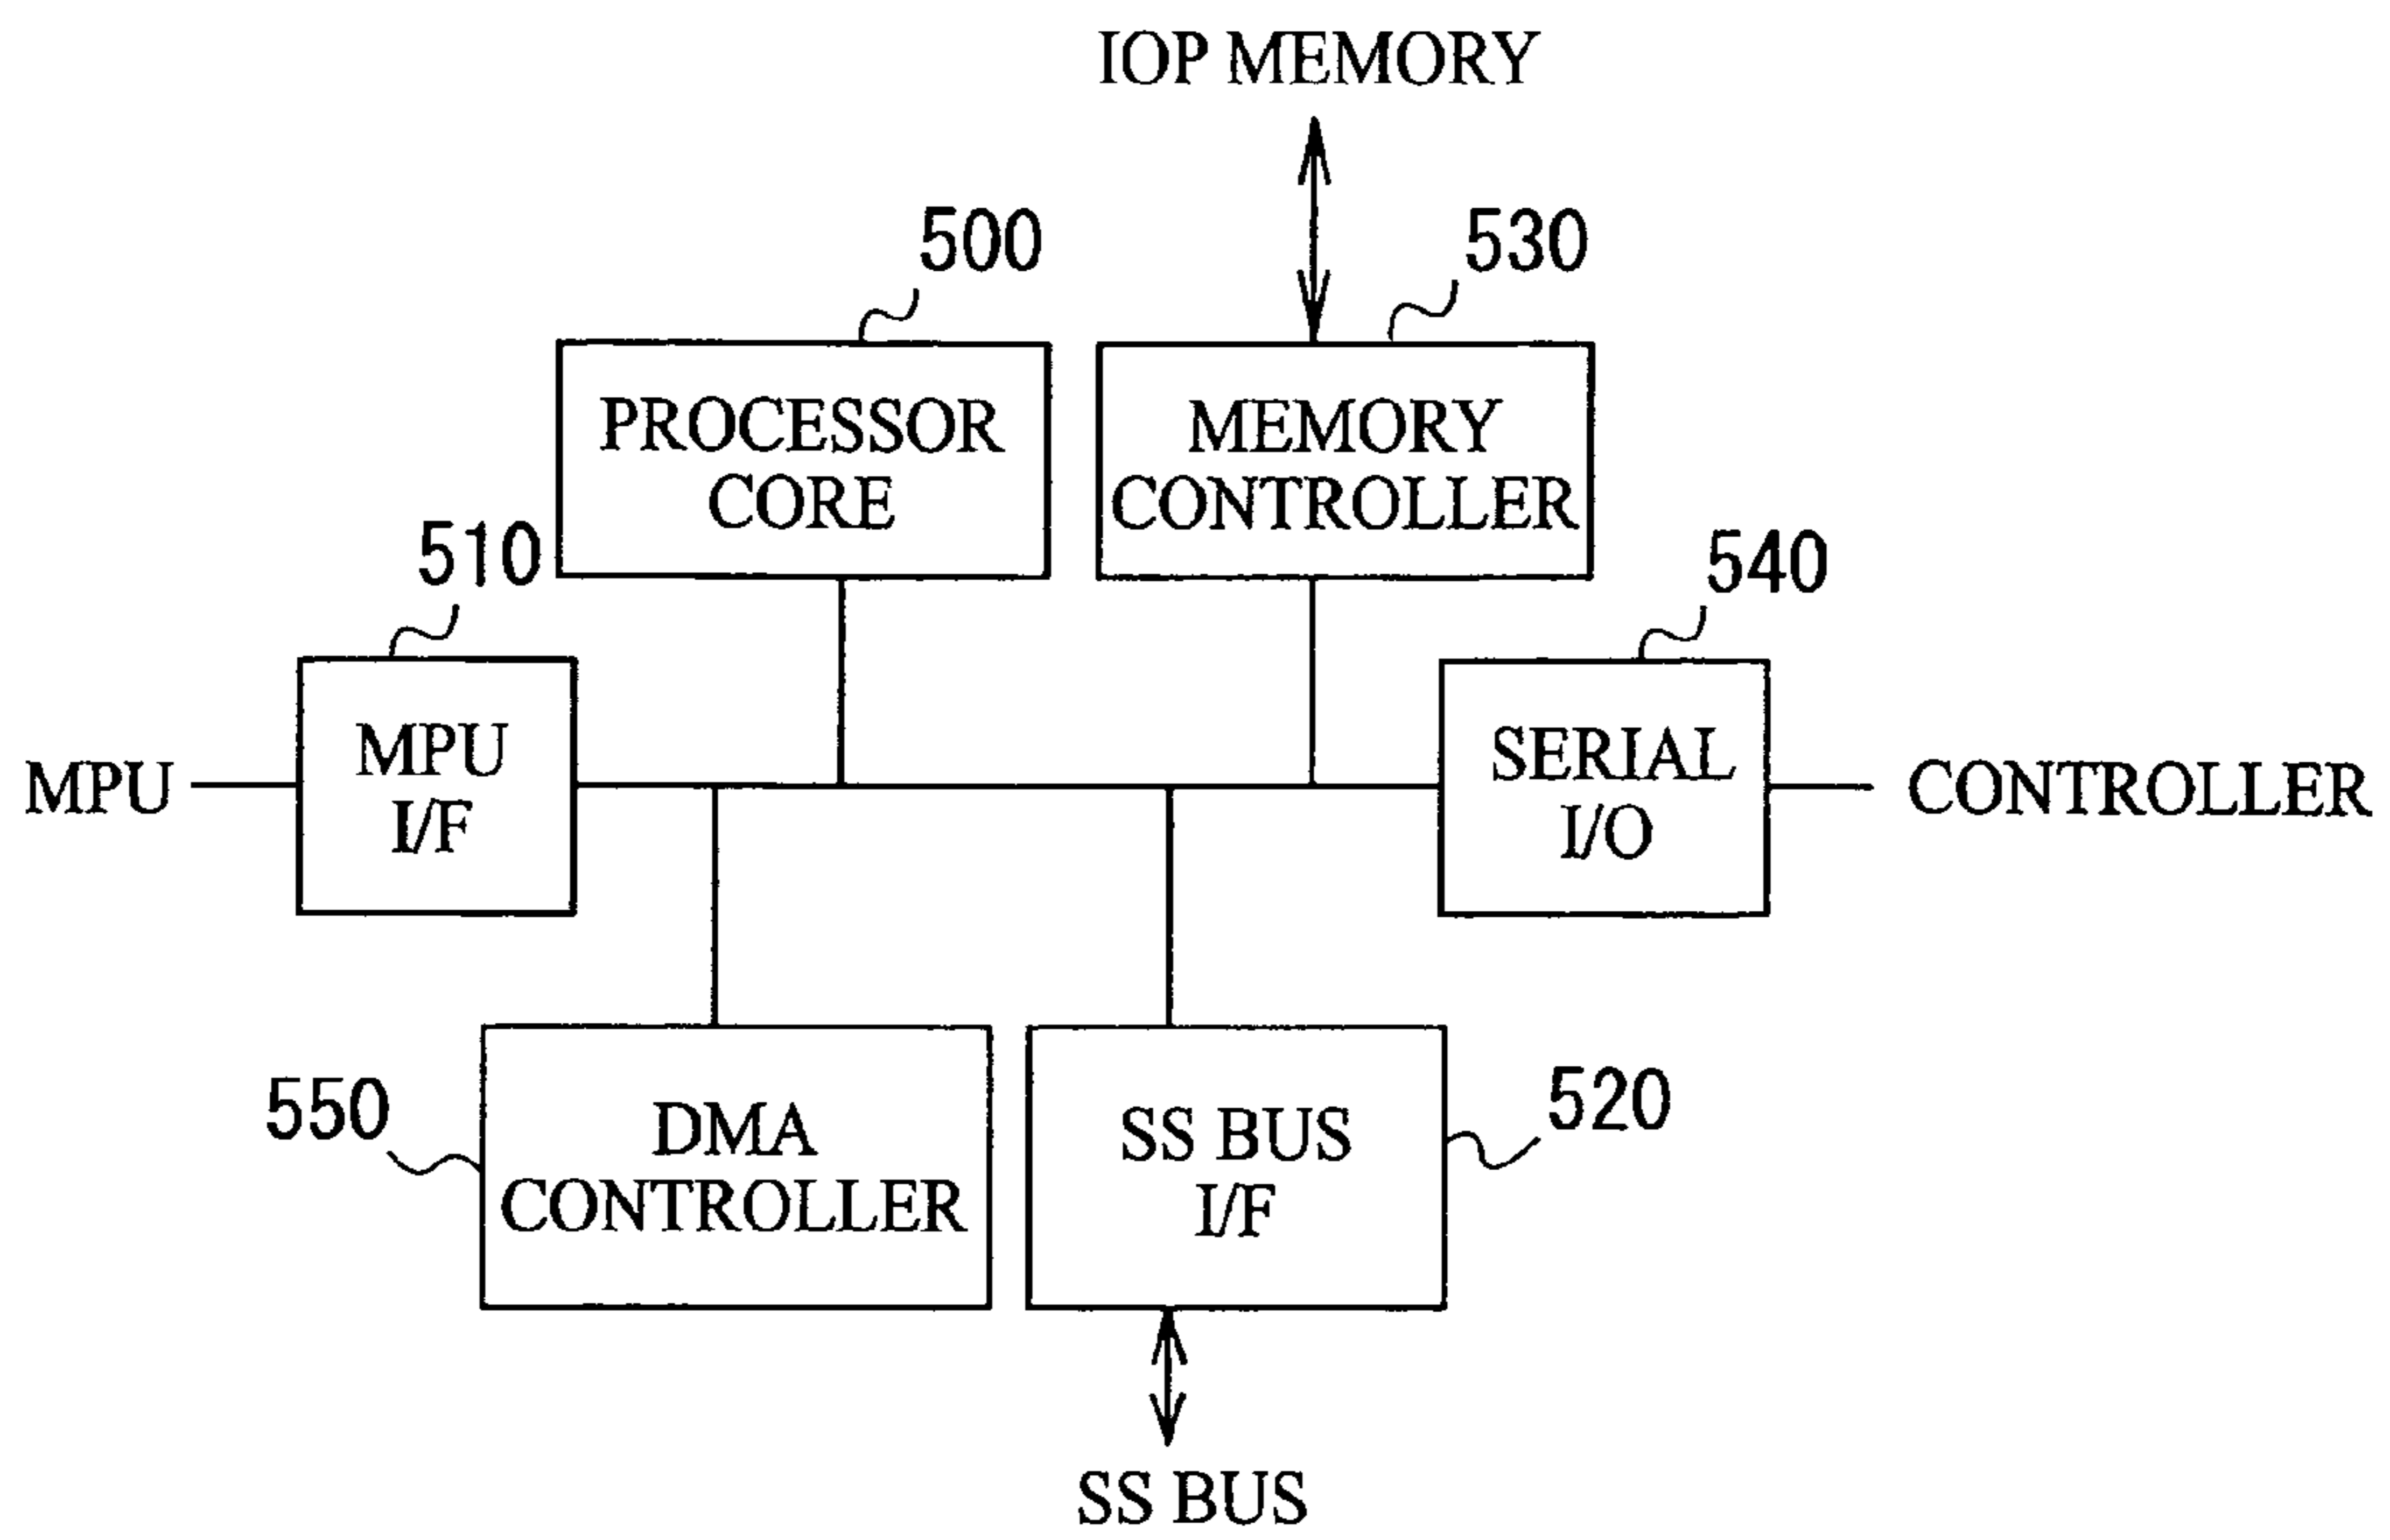 IOP MEMORY
500
530
PROCESSOR
CORE
MEMORY
CONTROLLER
510
540
MPU
MPU
I/F
SERIAL
I/O
CONTROLLER
550
DMA
CONTROLLER
SS BUS
I/F
520
SS BUS